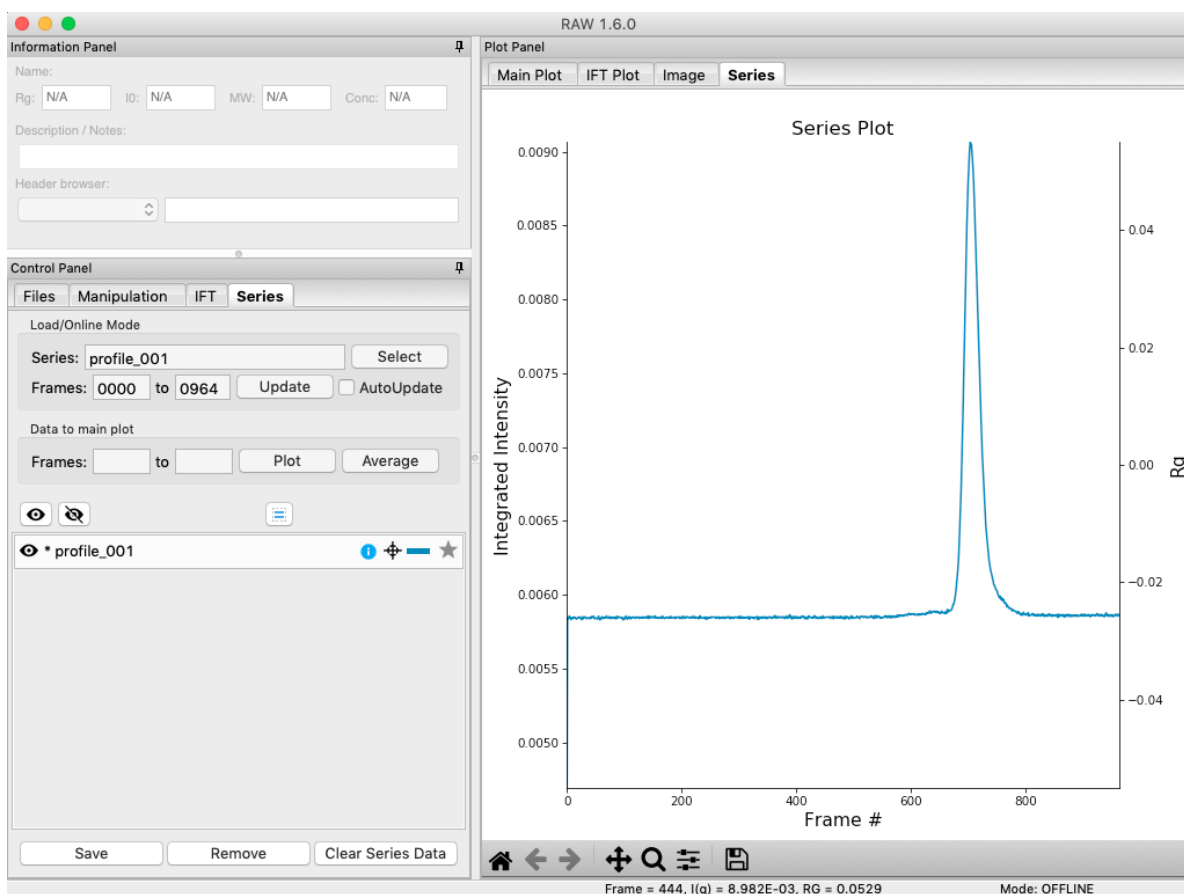 RAW 1.6.0
Information Panel
Name:
Rg: N/A I0: N/A MW: N/A Conc: N/A
Description / Notes:
Header browser:
Control Panel
Files Manipulation IFT Series
Load/Online Mode
Series: profile_001 Select
Frames: 0000 to 0964 Update AutoUpdate
Data to main plot
Frames: to Plot Average
* profile_001
Save Remove Clear Series Data
Plot Panel
Main Plot IFT Plot Image Series
Series Plot
0.0090
0.0085
0.0080
0.0075
0.0070
0.0065
0.0060
0.0055
0.0050
Integrated Intensity
0.04
0.02
0.00
−0.02
−0.04
Rg
0 200 400 600 800
Frame #
Frame = 444, I(q) = 8.982E-03, RG = 0.0529 Mode: OFFLINE